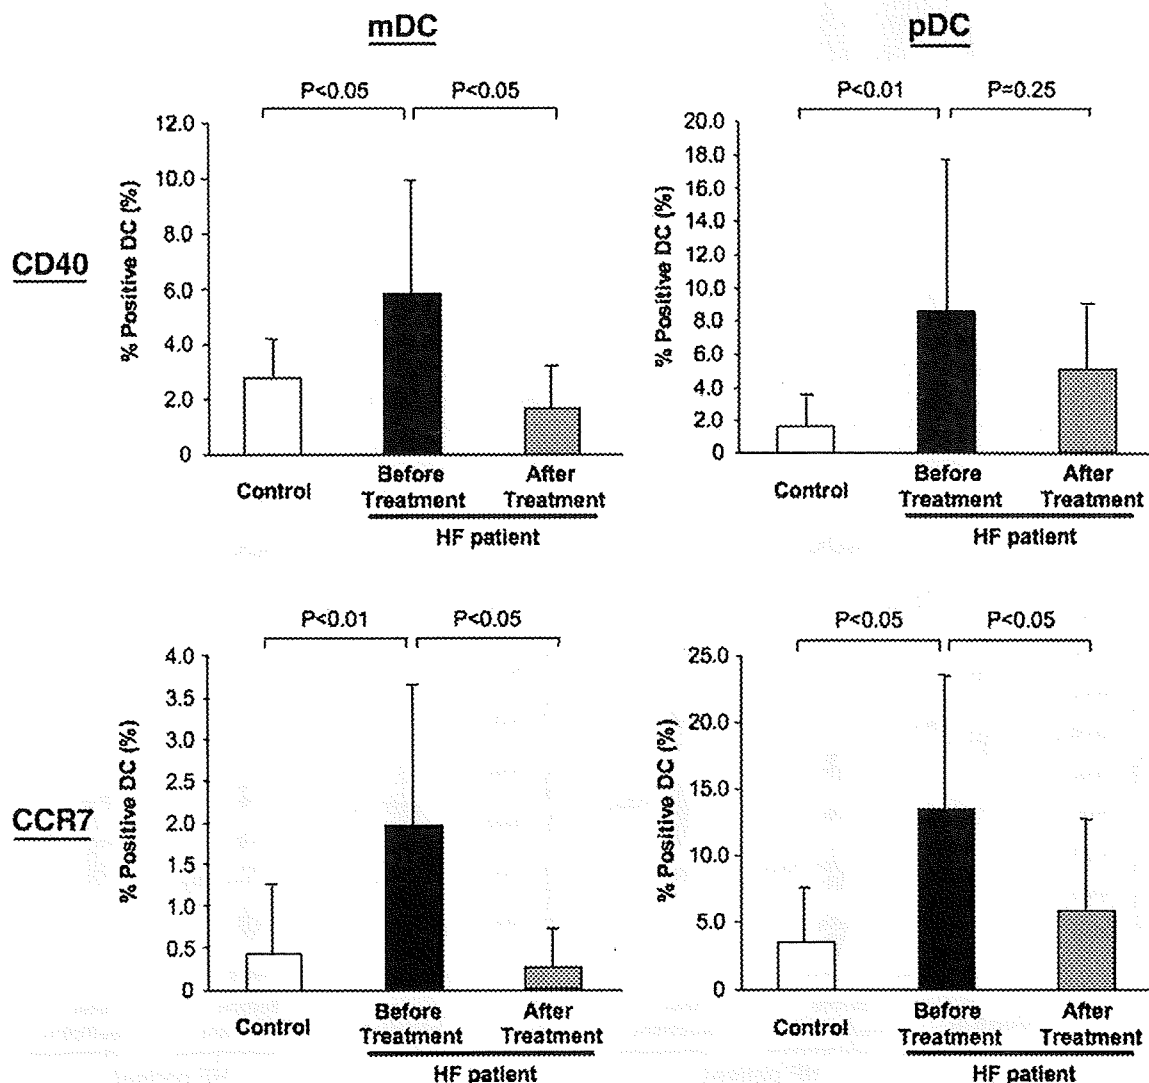 mDC
pDC
CD40
P<0.05
P<0.05
% Positive DC (%)
12.0
10.0
8.0
6.0
4.0
2.0
0
Control
Before
Treatment
After
Treatment
HF patient
P<0.01
P=0.25
% Positive DC (%)
20.0
18.0
16.0
14.0
12.0
10.0
8.0
6.0
4.0
2.0
0
Control
Before
Treatment
After
Treatment
HF patient
CCR7
P<0.01
P<0.05
% Positive DC (%)
4.0
3.5
3.0
2.5
2.0
1.5
1.0
0.5
0
Control
Before
Treatment
After
Treatment
HF patient
P<0.05
P<0.05
% Positive DC (%)
25.0
20.0
15.0
10.0
5.0
0
Control
Before
Treatment
After
Treatment
HF patient